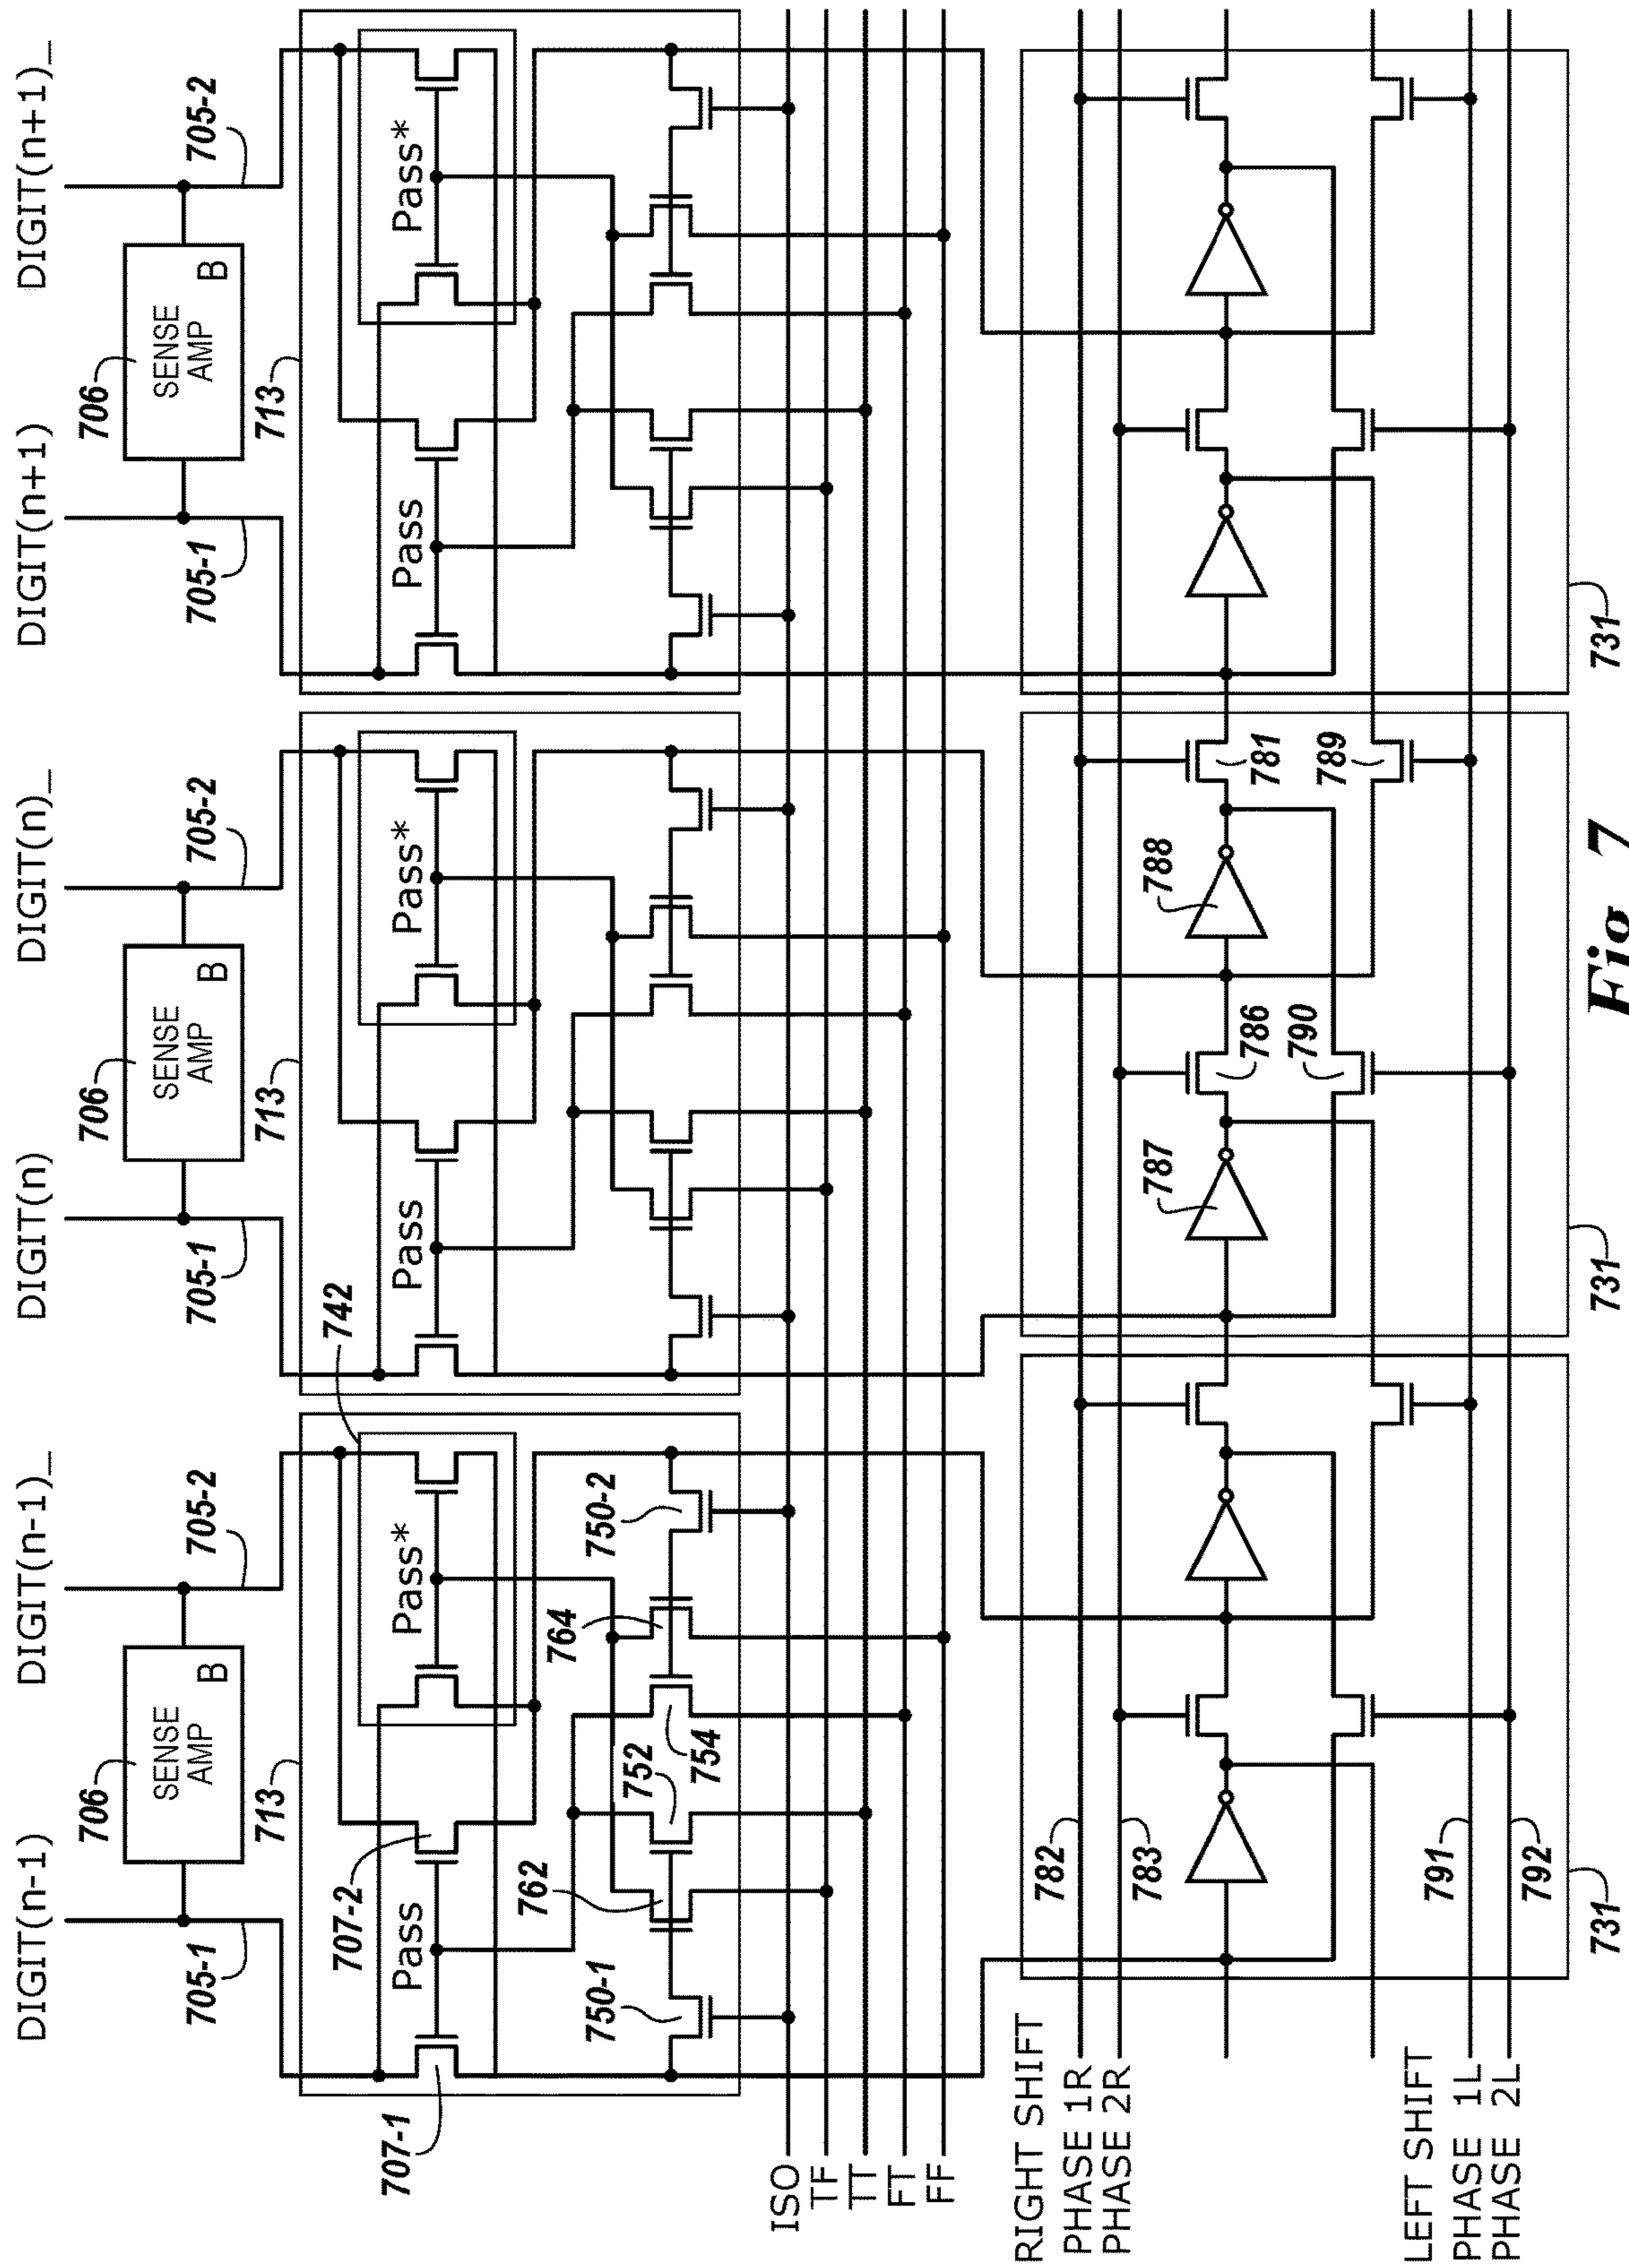 DIGIT(n-1)
DIGIT(n-1)_
DIGIT(n)
DIGIT(n)_
DIGIT(n+1)
DIGIT(n+1)_
706
SENSE
AMP
B
706
SENSE
AMP
B
706
SENSE
AMP
B
705-1
705-2
705-1
705-2
705-1
705-2
713
742
713
713
707-2
Pass
Pass*
Pass
Pass*
Pass
Pass*
707-1
762
764
750-1
752
750-2
754
ISO
TF
TT
FT
FF
RIGHT SHIFT
PHASE 1R
PHASE 2R
782
783
787
788
786
781
790
789
LEFT SHIFT
PHASE 1L
PHASE 2L
791
792
731
731
731
Fig. 7